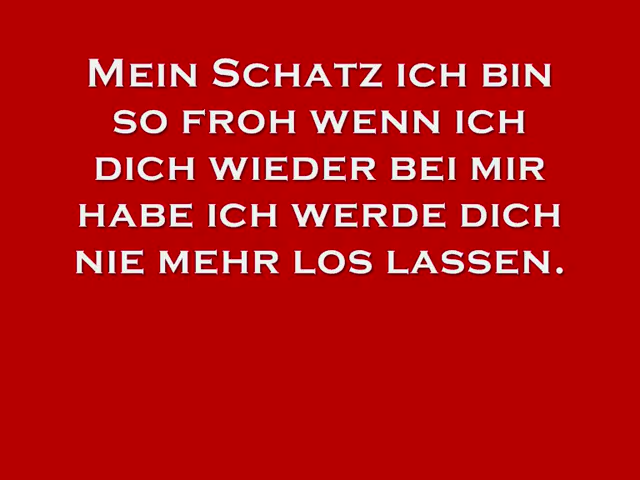 Mein Schatz ich bin
so froh wenn ich
dich wieder bei mir
habe ich werde dich
nie mehr los lassen.